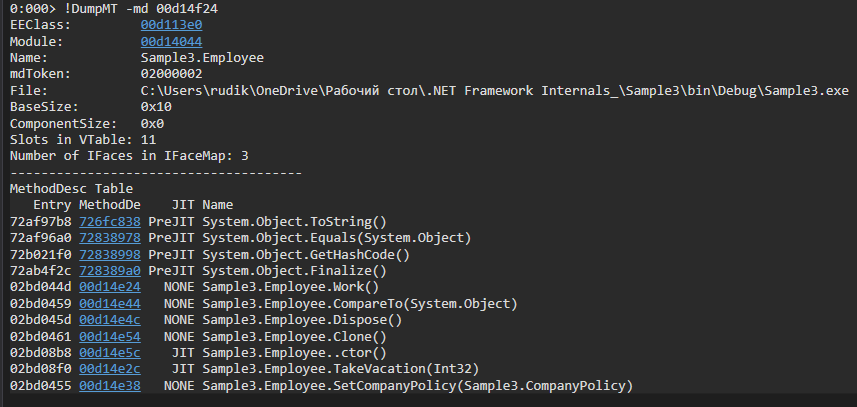 0:000> !DumpMT -md 00d14f24
EEClass:         00d113e0
Module:          00d14044
Name:            Sample3.Employee
mdToken:         02000002
File:            C:\Users\rudik\OneDrive\Рабочий стол\.NET Framework Internals_\Sample3\bin\Debug\Sample3.exe
BaseSize:        0x10
ComponentSize:   0x0
Slots in VTable: 11
Number of IFaces in IFaceMap: 3
--------------------------------------
MethodDesc Table
   Entry MethodDe    JIT Name
72af97b8 726fc838 PreJIT System.Object.ToString()
72af96a0 72838978 PreJIT System.Object.Equals(System.Object)
72b021f0 72838998 PreJIT System.Object.GetHashCode()
72ab4f2c 728389a0 PreJIT System.Object.Finalize()
02bd044d 00d14e24   NONE Sample3.Employee.Work()
02bd0459 00d14e44   NONE Sample3.Employee.CompareTo(System.Object)
02bd045d 00d14e4c   NONE Sample3.Employee.Dispose()
02bd0461 00d14e54   NONE Sample3.Employee.Clone()
02bd08b8 00d14e5c    JIT Sample3.Employee..ctor()
02bd08f0 00d14e2c    JIT Sample3.Employee.TakeVacation(Int32)
02bd0455 00d14e38   NONE Sample3.Employee.SetCompanyPolicy(Sample3.CompanyPolicy)